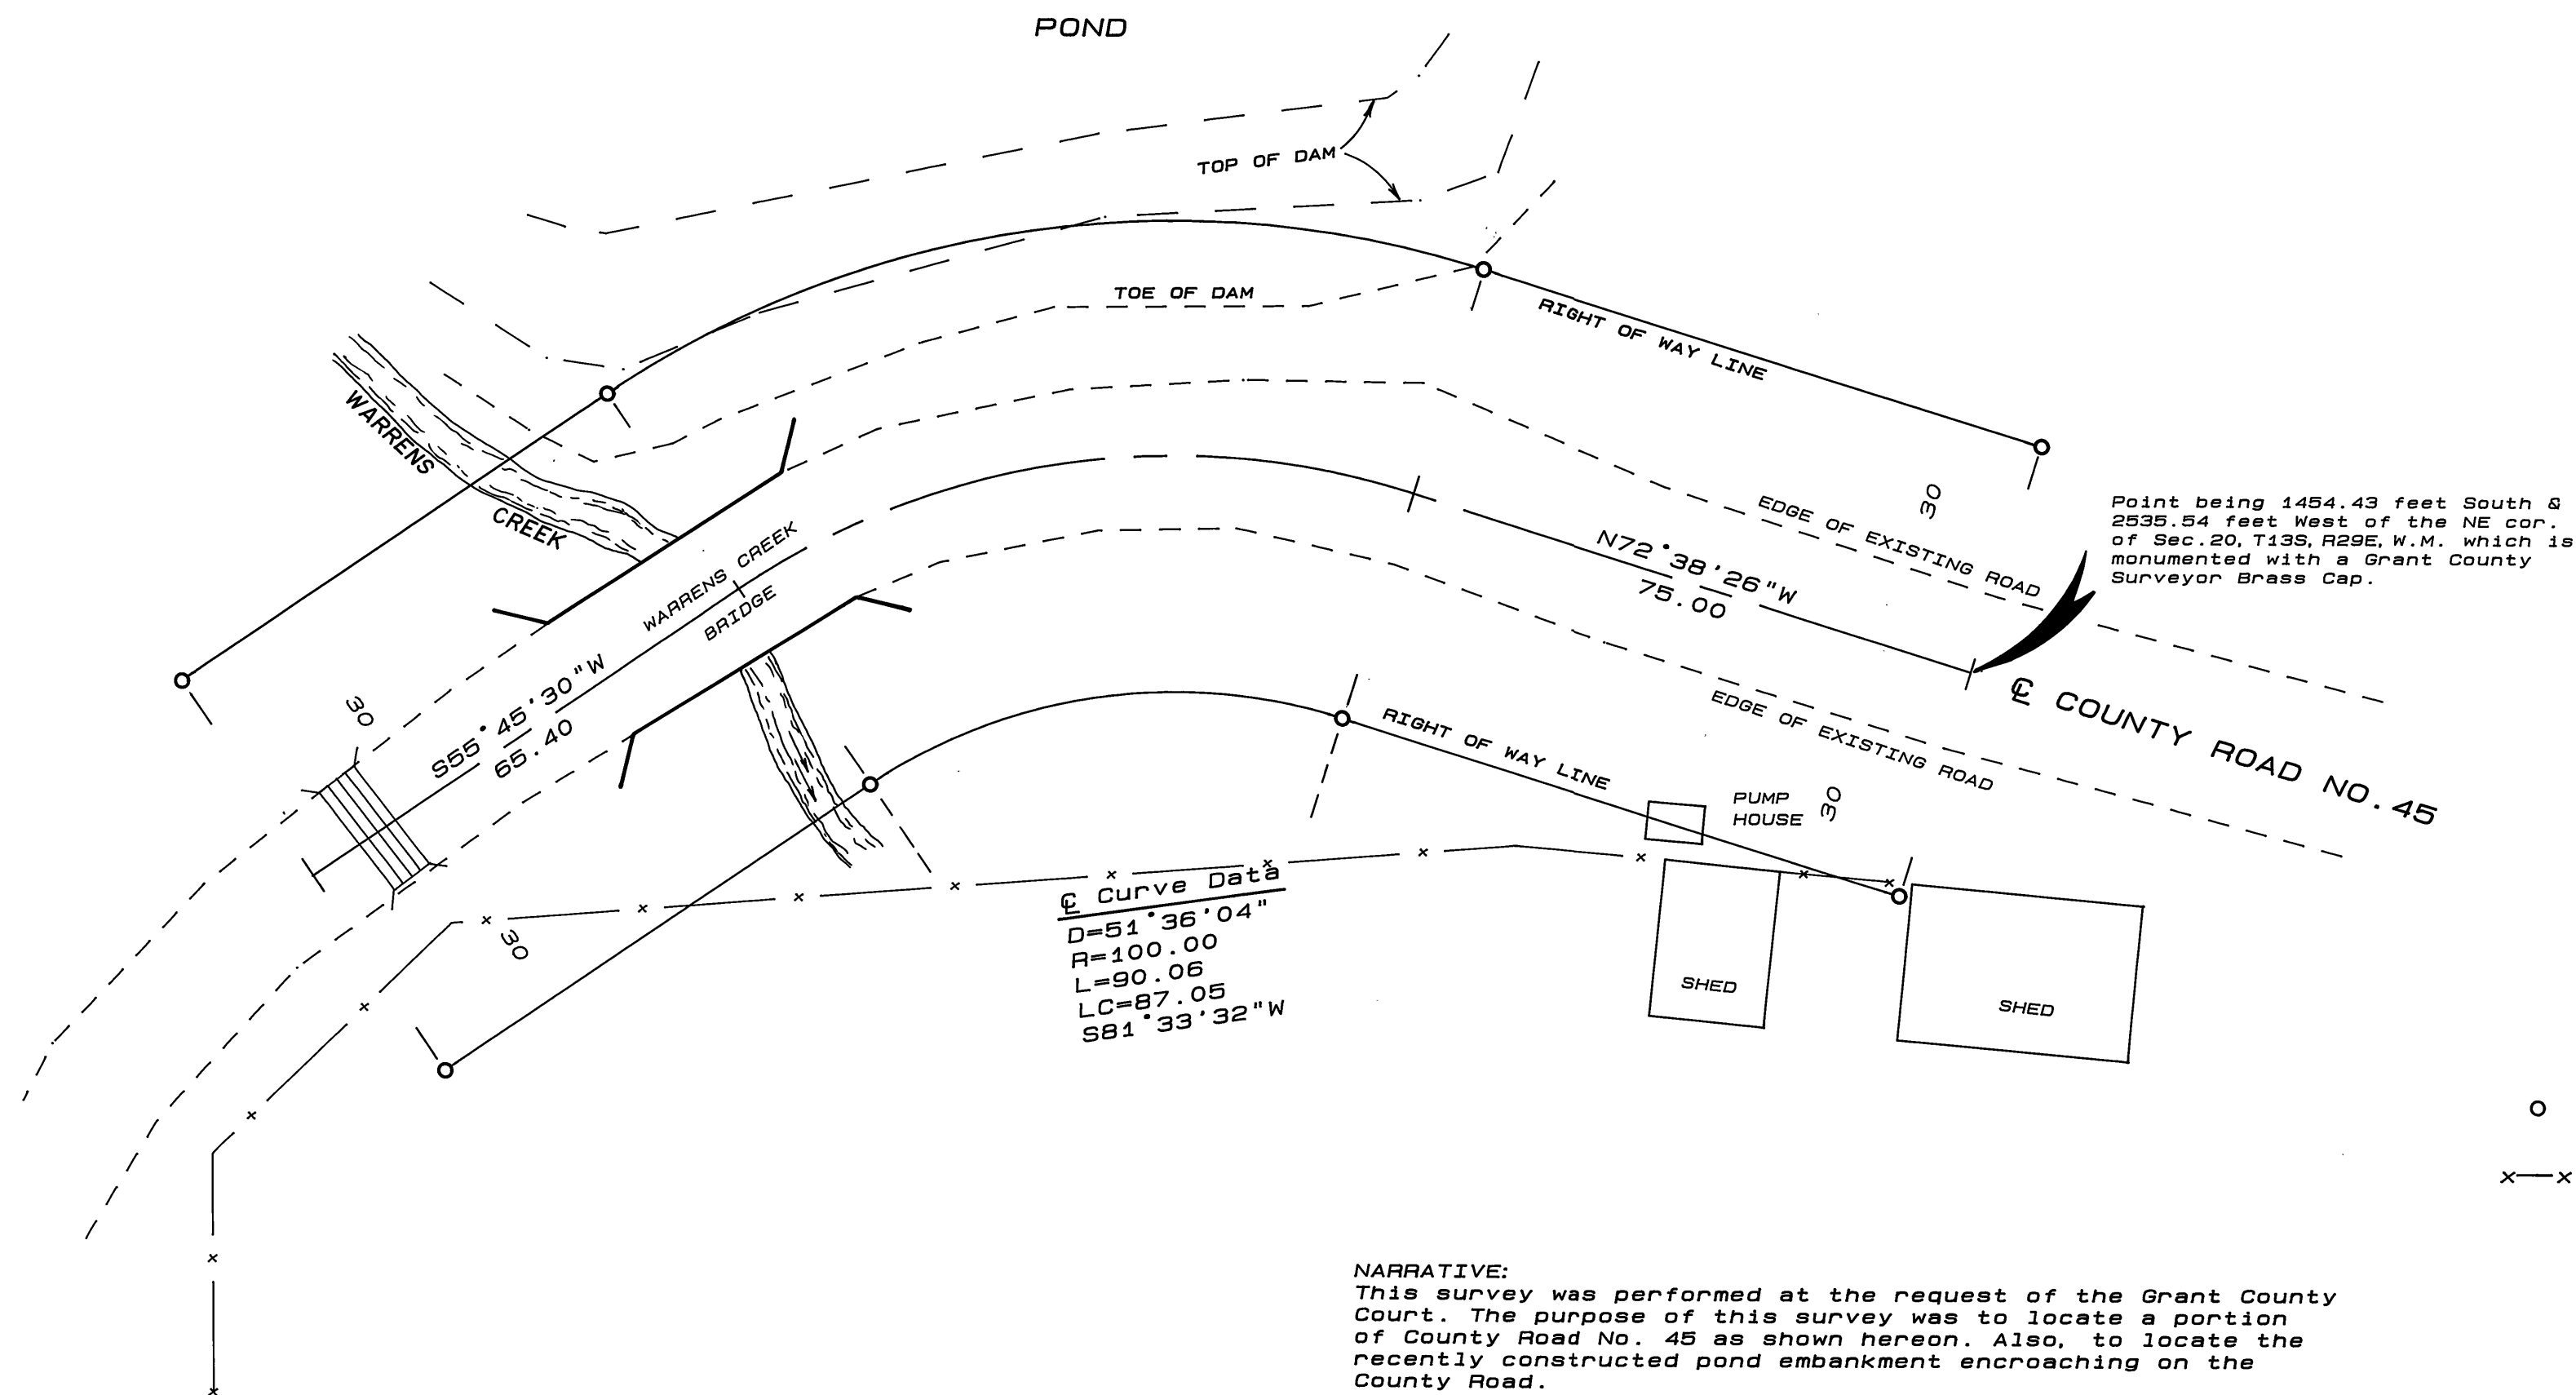 POND
TOP OF DAM
TOE OF DAM
RIGHT OF WAY LINE
WARRENS
CREEK
30
EDGE OF EXISTING ROAD
Point being 1454.43 feet South &
2535.54 feet West of the NE cor.
of Sec.20, T13S, R29E, W.M. which is
monumented with a Grant County
Surveyor Brass Cap.
N72°38'26"W
75.00
WARRENS CREEK
BRIDGE
S55°45'30"W
65.40
30
℄ COUNTY ROAD NO.45
EDGE OF EXISTING ROAD
RIGHT OF WAY LINE
PUMP
HOUSE
30
30
℄ Curve Data
D=51°36'04"
R=100.00
L=90.06
LC=87.05
S81°33'32"W
SHED
SHED
NARRATIVE:
This survey was performed at the request of the Grant County
Court. The purpose of this survey was to locate a portion
of County Road No. 45 as shown hereon. Also, to locate the
recently constructed pond embankment encroaching on the
County Road.